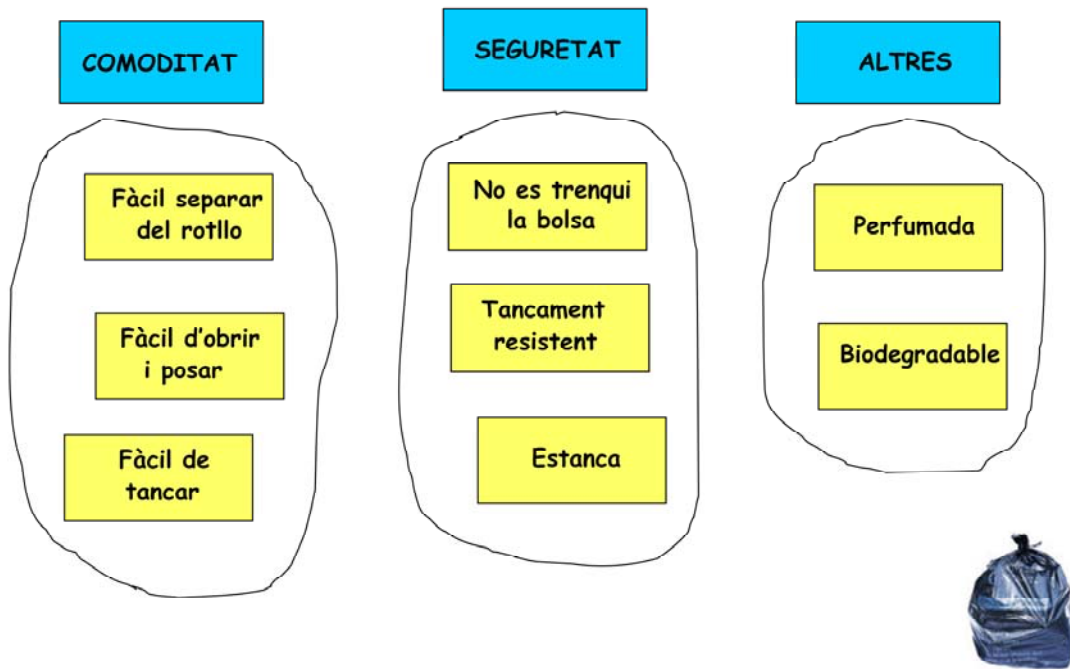 COMODITAT
Fàcil separar
del rotllo
Fàcil d'obrir
i posar
Fàcil de
tancar
SEGURETAT
No es trenqui
la bolsa
Tancament
resistent
Estanca
ALTRES
Perfumada
Biodegradable